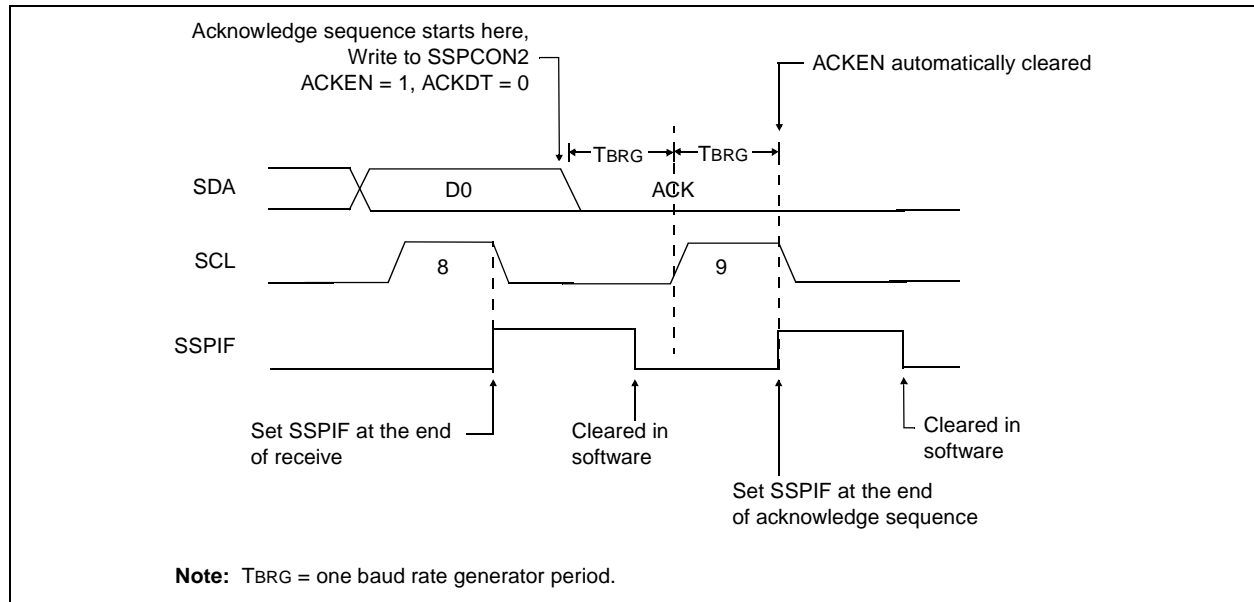 Acknowledge sequence starts here,
Write to SSPCON2
ACKEN = 1, ACKDT = 0
ACKEN automatically cleared
TBRG
TBRG
SDA
D0
ACK
SCL
8
9
SSPIF
Set SSPIF at the end
of receive
Cleared in
software
Set SSPIF at the end
of acknowledge sequence
Cleared in
software
Note: TBRG = one baud rate generator period.